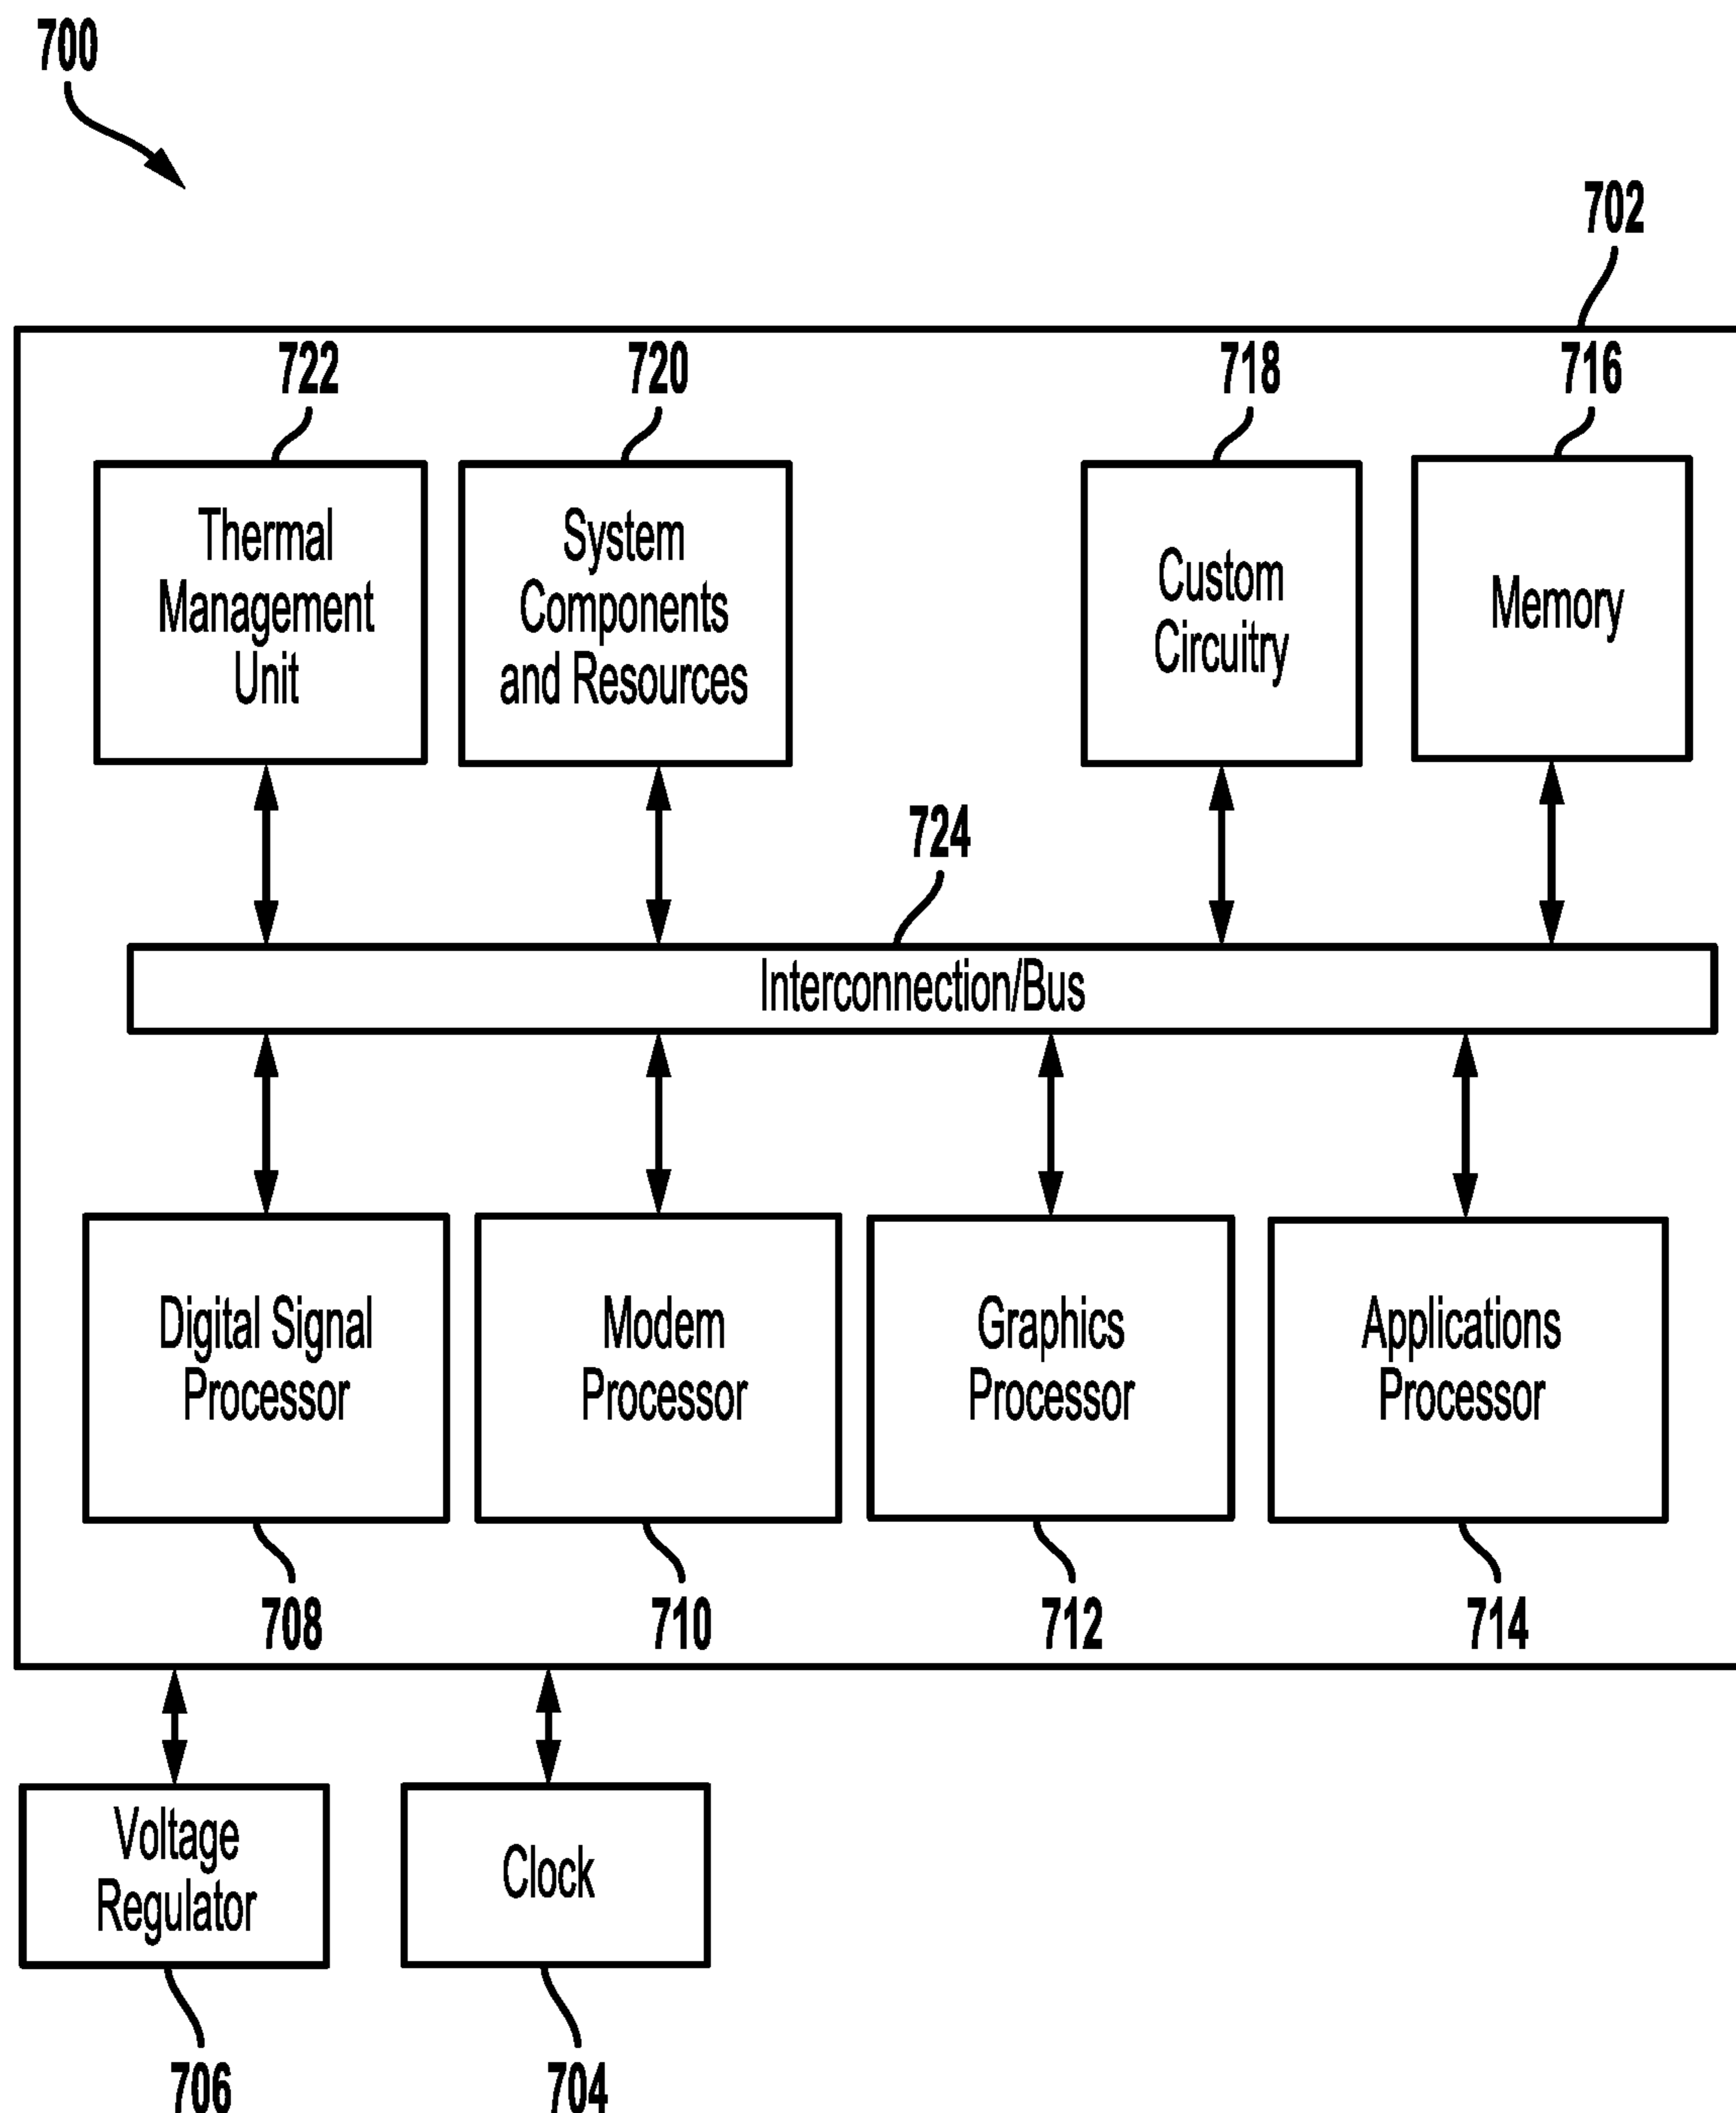 700
702
722
720
718
716
Thermal
Management
Unit
System
Components
and Resources
Custom
Circuitry
Memory
724
Interconnection/Bus
Digital Signal
Processor
Modem
Processor
Graphics
Processor
Applications
Processor
708
710
712
714
Voltage
Regulator
Clock
706
704